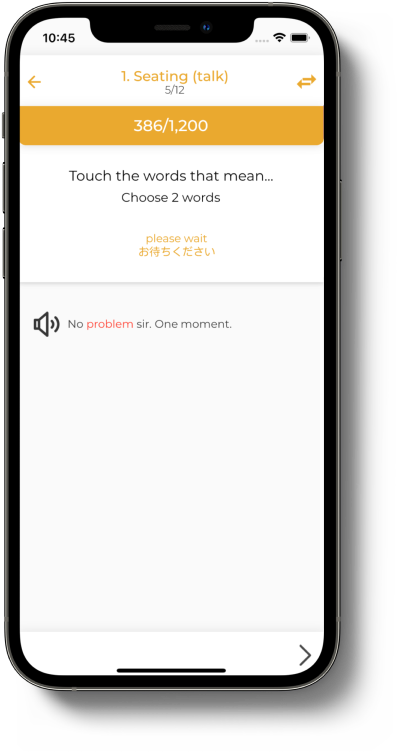 10:45
1. Seating (talk)
5/12
386/1,200
Touch the words that mean...
Choose 2 words
please wait
お待ちください
No problem sir. One moment.